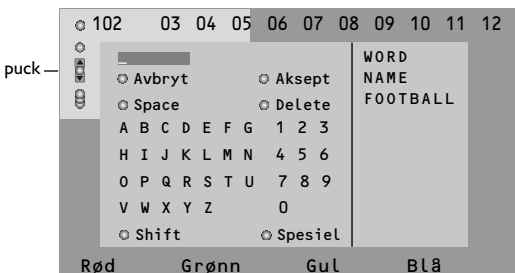 102 03 04 05 06 07 08 09 10 11 12
puck
WORD
NAME
FOOTBALL
Avbryt Aksept
Space Delete
A B C D E F G 1 2 3
H I J K L M N 4 5 6
O P Q R S T U 7 8 9
V W X Y Z 0
Shift Spesiel
Rød Grønn Gul Blå